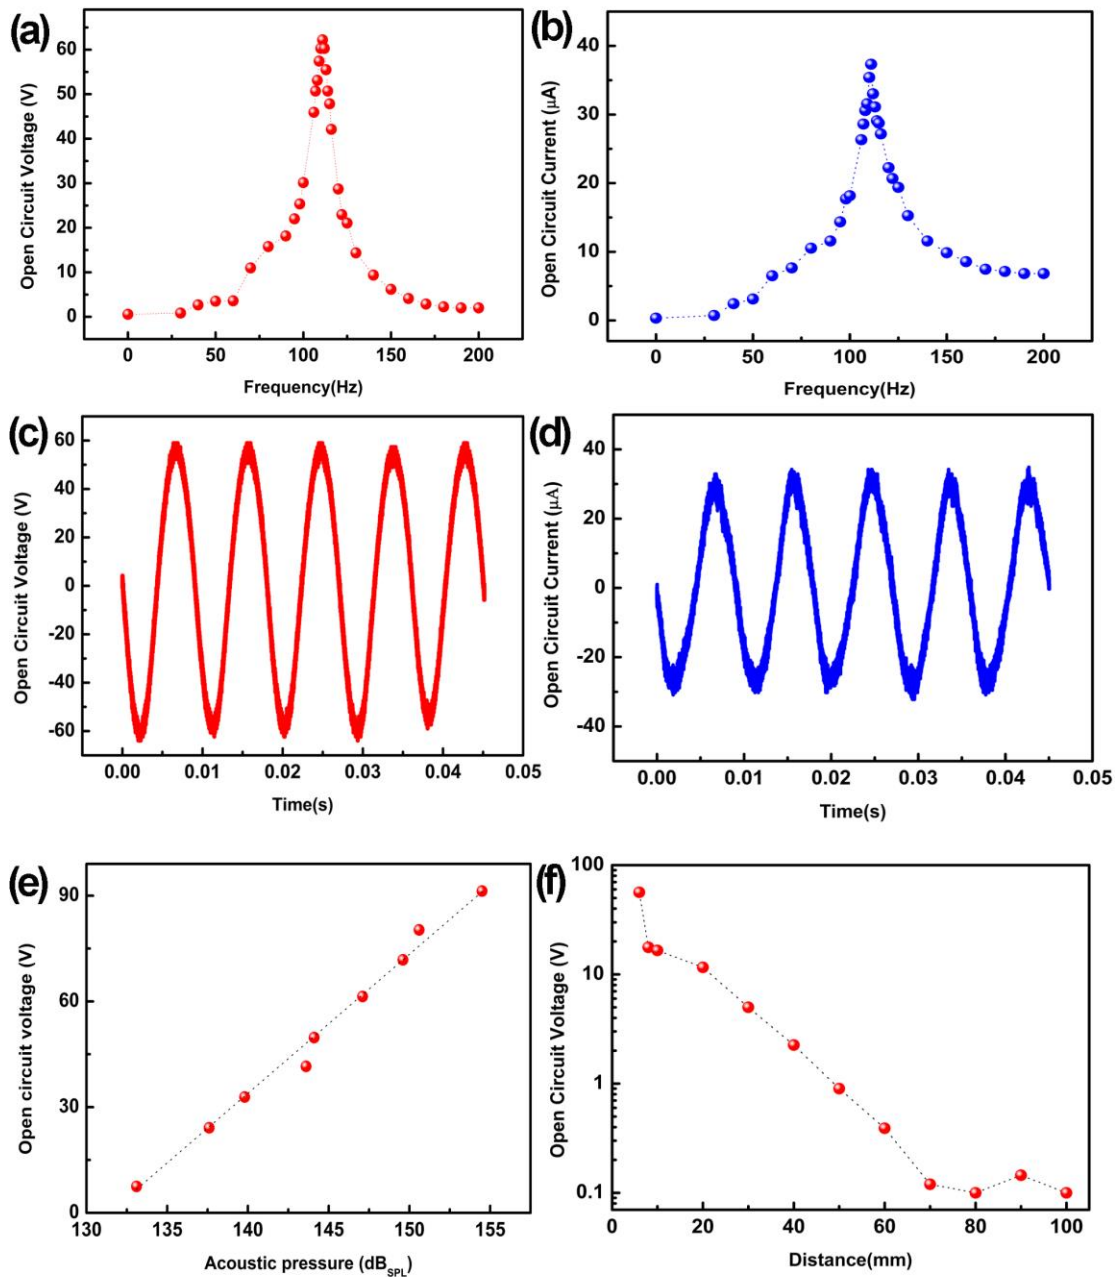 (a)
Open Circuit Voltage (V)
60
50
40
30
20
10
0
0 50 100 150 200
Frequency(Hz)
(b)
Open Circuit Current (μA)
40
30
20
10
0
0 50 100 150 200
Frequency(Hz)
(c)
Open Circuit Voltage (V)
60
40
20
0
-20
-40
-60
0.00 0.01 0.02 0.03 0.04 0.05
Time(s)
(d)
Open Circuit Current (μA)
40
20
0
-20
-40
0.00 0.01 0.02 0.03 0.04 0.05
Time(s)
(e)
Open circuit voltage (V)
90
60
30
0
130 135 140 145 150 155
Acoustic pressure (dB_SPL)
(f)
Open Circuit Voltage (V)
100
10
1
0.1
0 20 40 60 80 100
Distance(mm)